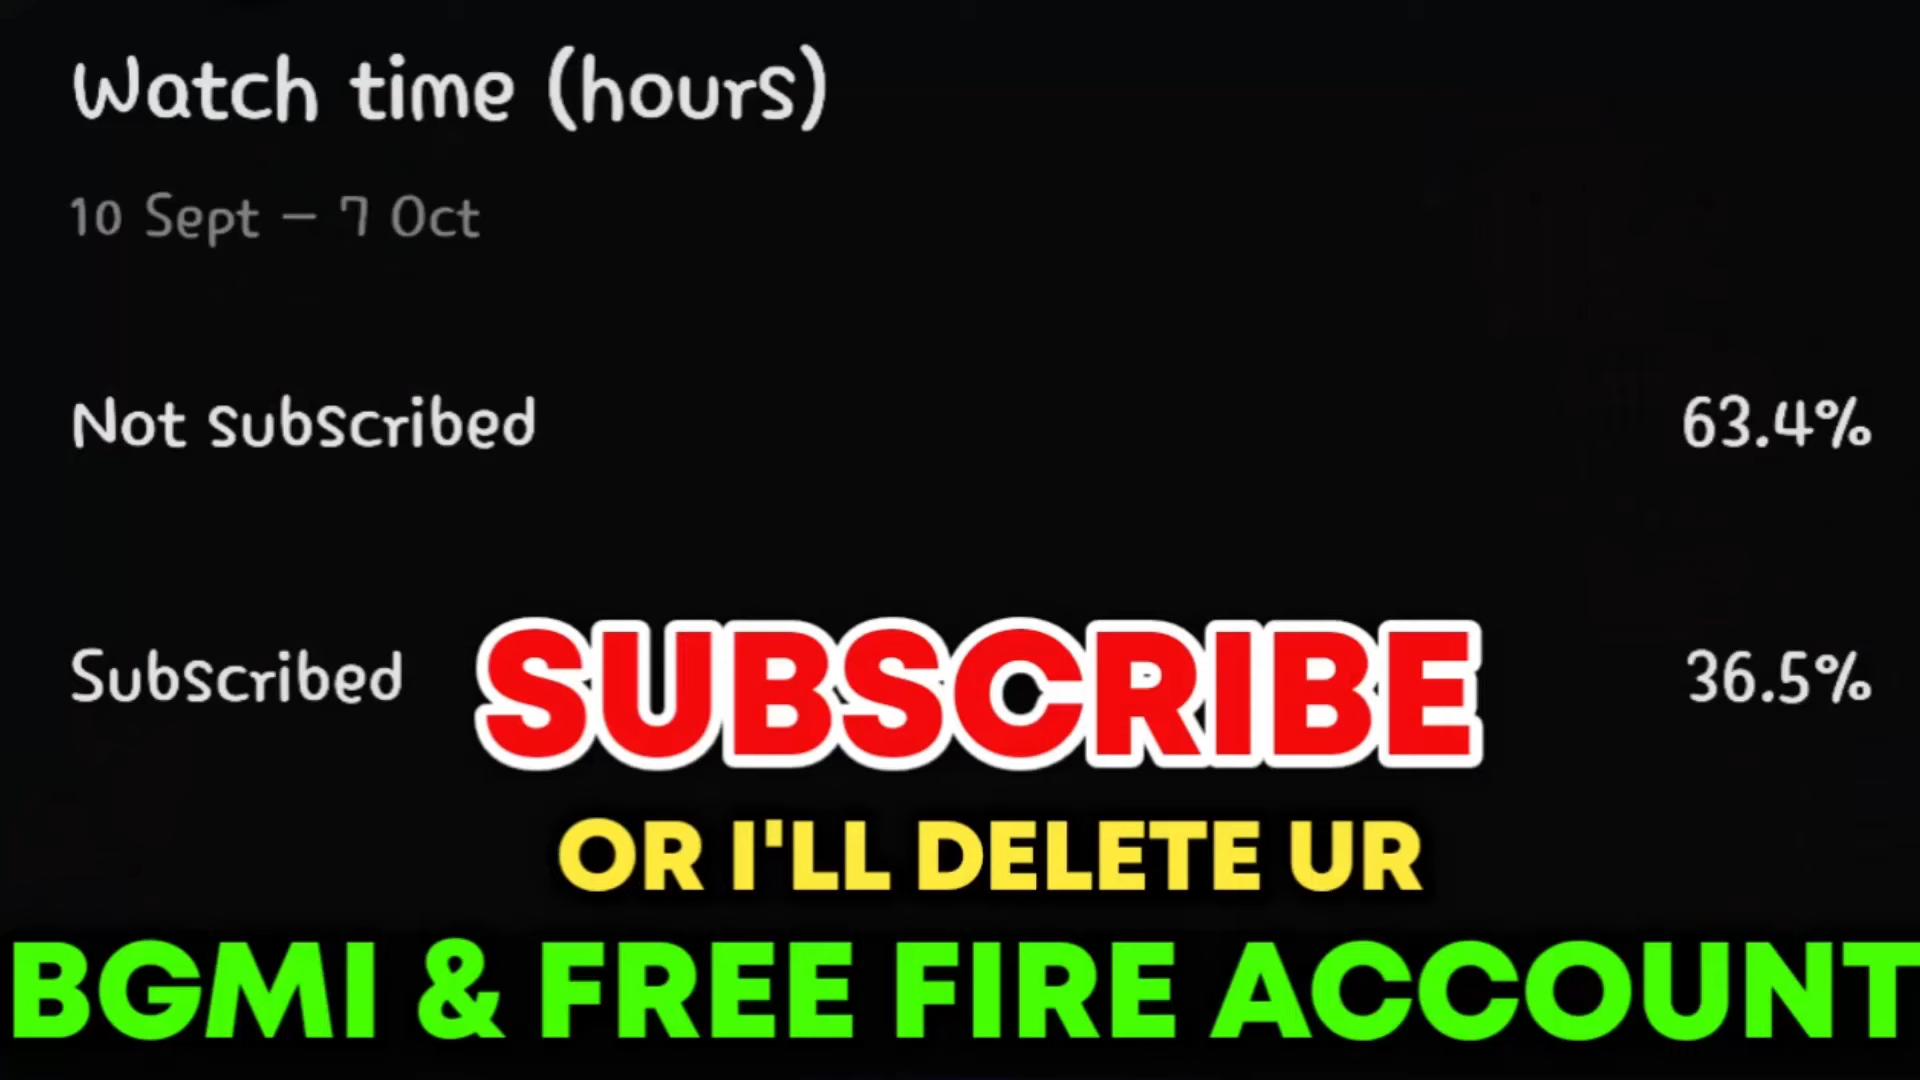 Watch time (hours)
10 Sept – 7 Oct
Not subscribed 63.4%
Subscribed SUBSCRIBE 36.5%
OR I'LL DELETE UR
BGMI & FREE FIRE ACCOUNT